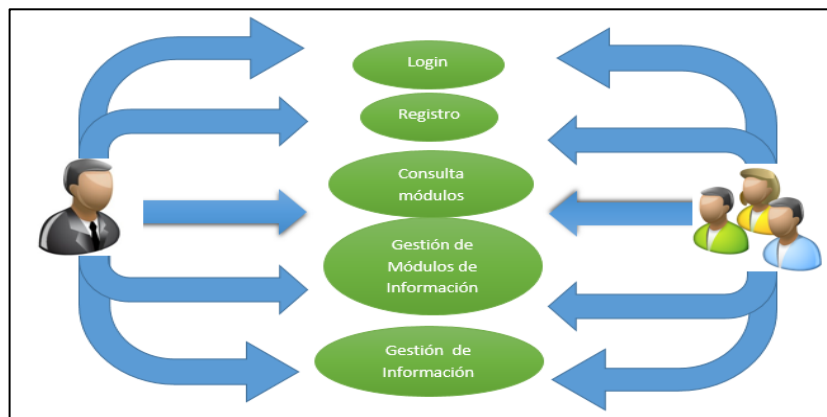 Login
Registro
Consulta
módulos
Gestión de
Módulos de
Información
Gestión de
Información